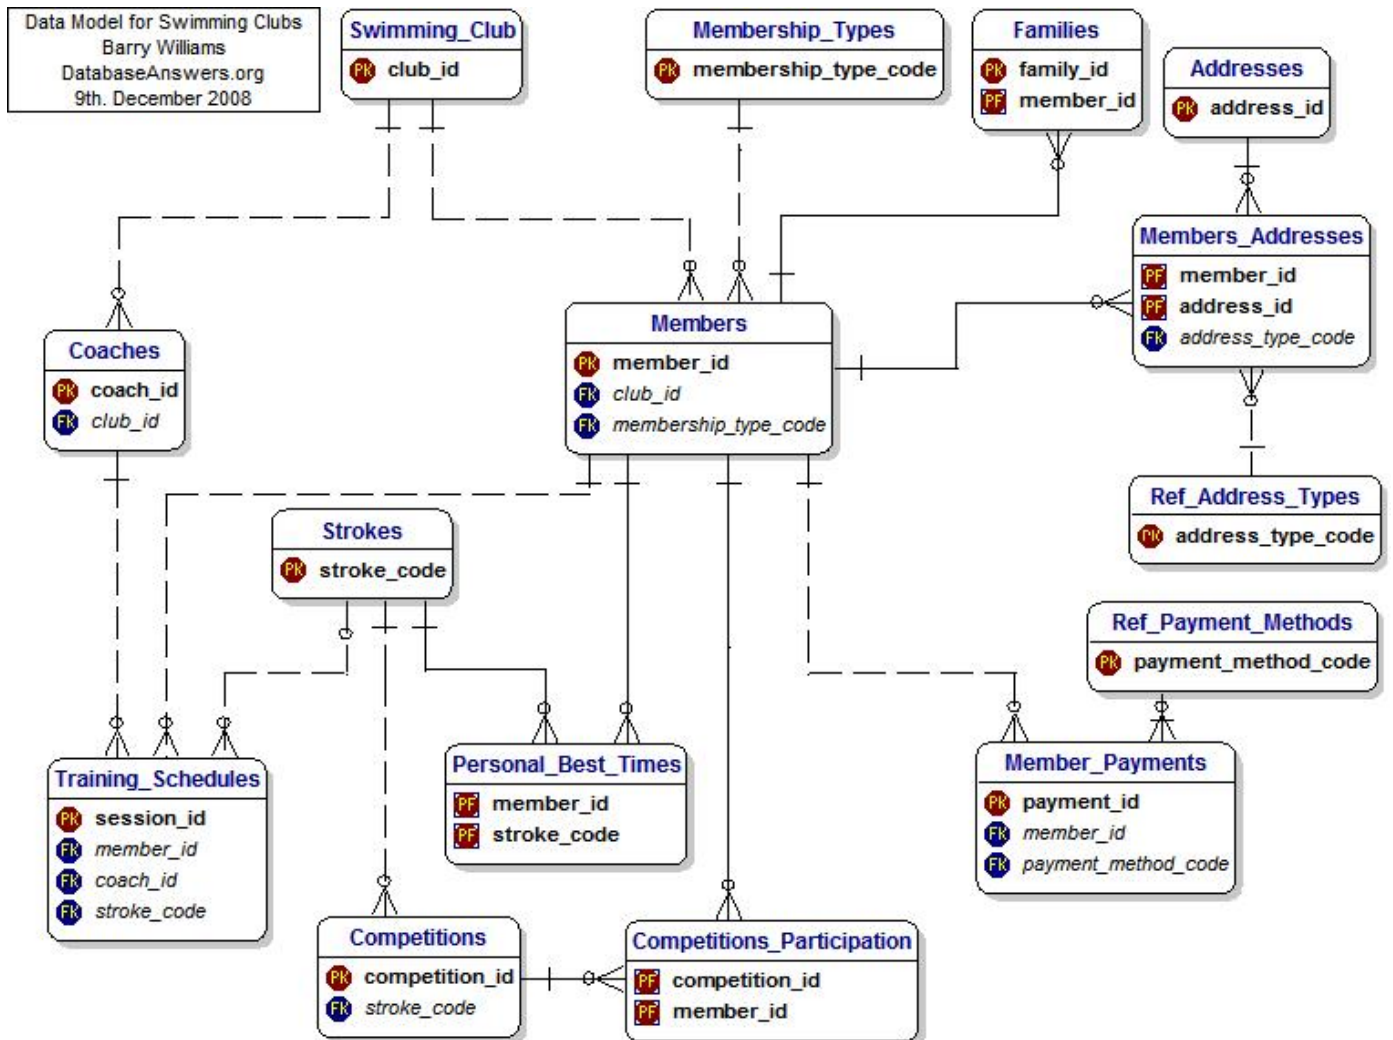 Data Model for Swimming Clubs
Barry Williams
DatabaseAnswers.org
9th. December 2008
Swimming_Club
PK club_id
Membership_Types
PK membership_type_code
Families
PK family_id
PF member_id
Addresses
PK address_id
Members_Addresses
PF member_id
PF address_id
FK address_type_code
Coaches
PK coach_id
FK club_id
Members
PK member_id
FK club_id
FK membership_type_code
Ref_Address_Types
PK address_type_code
Strokes
PK stroke_code
Ref_Payment_Methods
PK payment_method_code
Training_Schedules
PK session_id
FK member_id
FK coach_id
FK stroke_code
Personal_Best_Times
PF member_id
PF stroke_code
Member_Payments
PK payment_id
FK member_id
FK payment_method_code
Competitions
PK competition_id
FK stroke_code
Competitions_Participation
PF competition_id
PF member_id